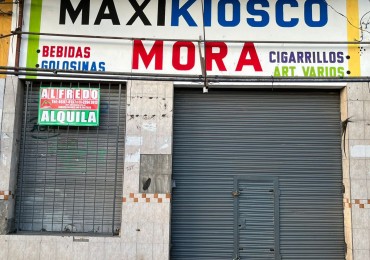 MAXIKIOSCO
MORA
• BEBIDAS
• GOLOSINAS
CIGARRILLOS •
ART. VARIOS •
ALFREDO
ALQUILA